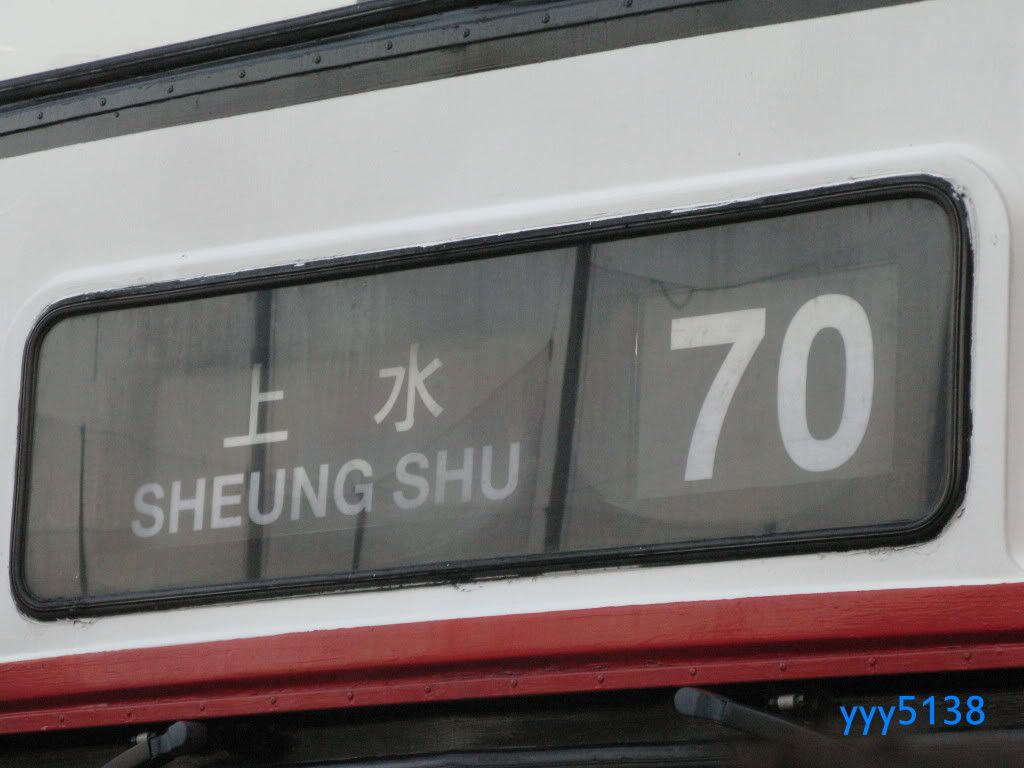 上水
SHEUNG SHU
70
yyy5138